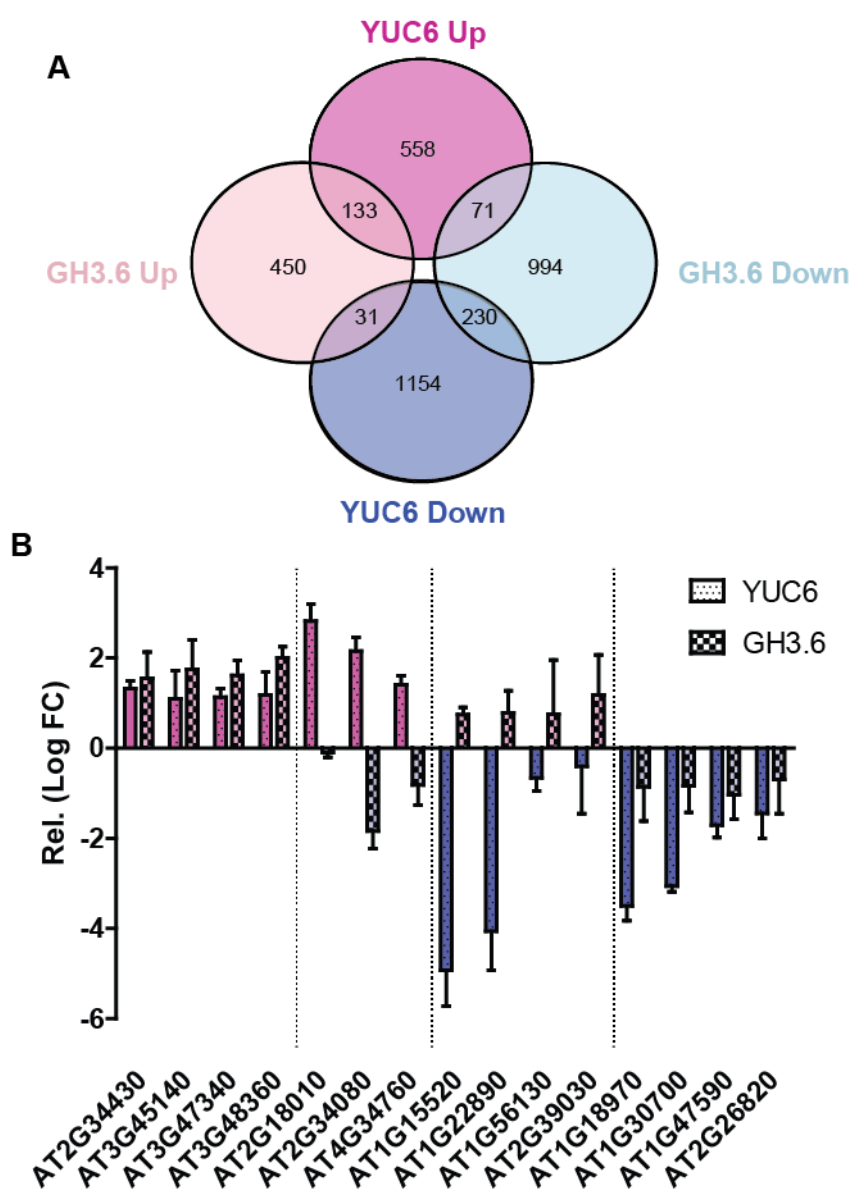 YUC6 Up
A
558
133
71
GH3.6 Up
450
994
GH3.6 Down
31
230
1154
YUC6 Down
B
4
2
0
-2
-4
-6
Rel. (Log FC)
YUC6
GH3.6
AT2G34430
AT3G45140
AT3G47340
AT3G48360
AT2G18010
AT2G34080
AT4G34760
AT1G15520
AT1G22890
AT1G56130
AT2G39030
AT1G18970
AT1G30700
AT1G47590
AT2G26820